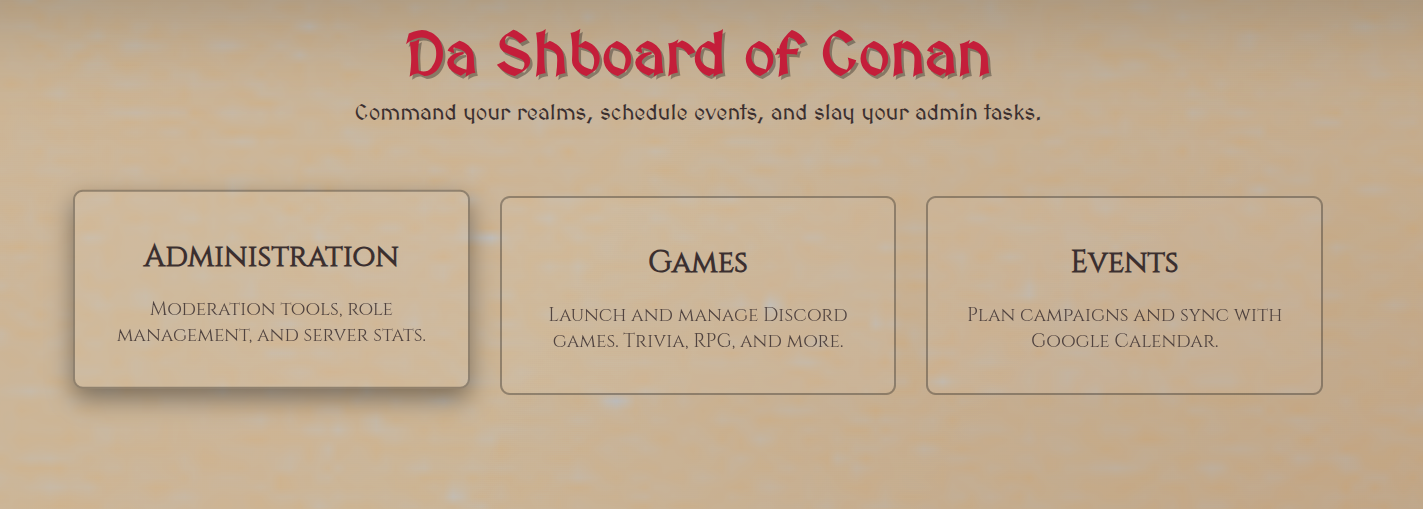 Da Shboard of Conan
Command your realms, schedule events, and slay your admin tasks.
Administration
Moderation tools, role
management, and server stats.
Games
Launch and manage Discord
games. Trivia, RPG, and more.
Events
Plan campaigns and sync with
Google Calendar.